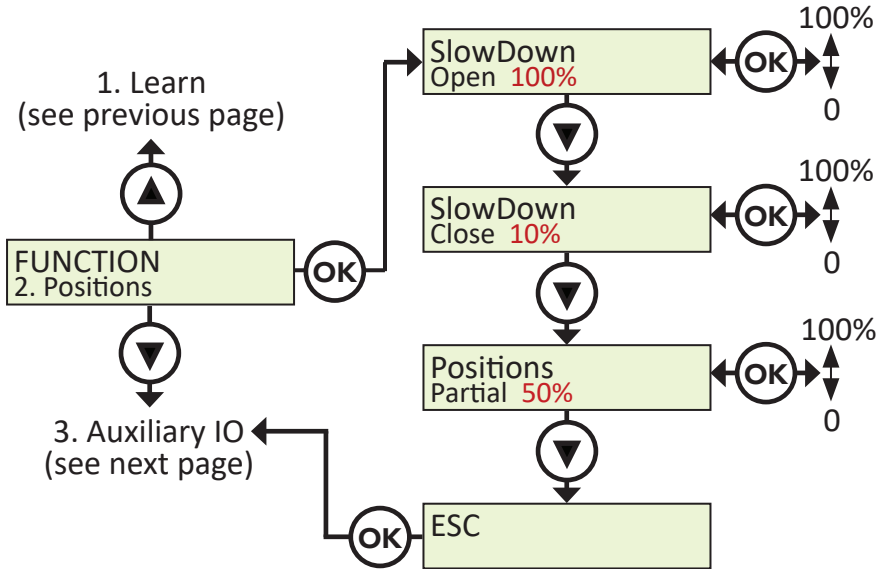 1. Learn
(see previous page)
FUNCTION
2. Positions
OK
3. Auxiliary IO
(see next page)
SlowDown
Open 100%
OK
100%
0
SlowDown
Close 10%
OK
100%
0
Positions
Partial 50%
OK
100%
0
ESC
OK